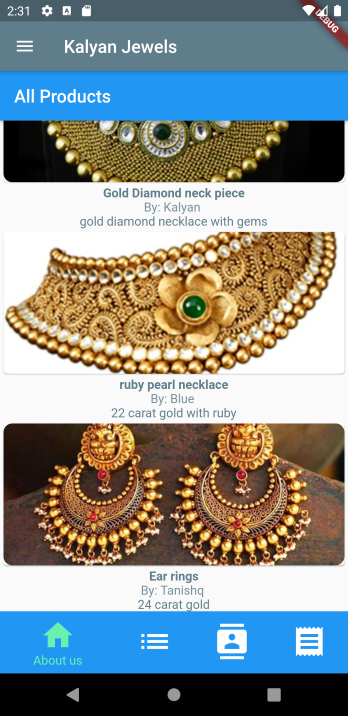 2:31
DEBUG
Kalyan Jewels
All Products
Gold Diamond neck piece
By: Kalyan
gold diamond necklace with gems
ruby pearl necklace
By: Blue
22 carat gold with ruby
Ear rings
By: Tanishq
24 carat gold
About us